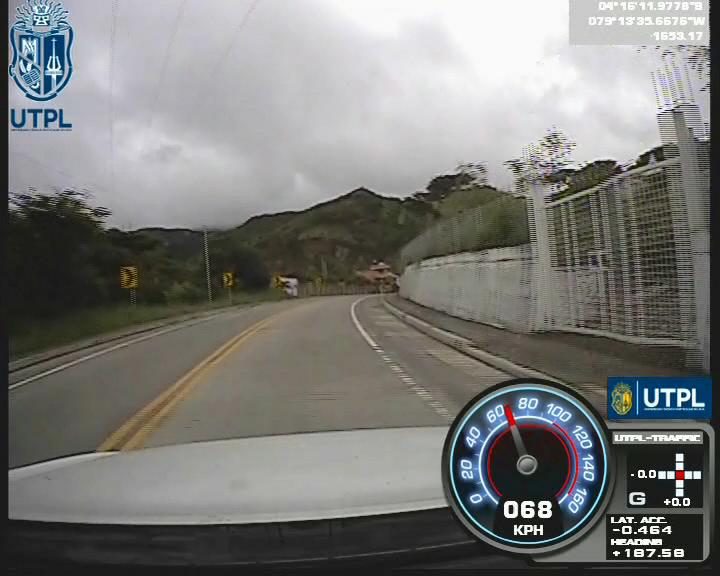 04°16'11.9778"W
079°13'35.6676"W
-1653.17
UTPL
UTPL
UTPL-TRAFFIC
0
20
40
60
80
100
120
140
160
068
KPH
-0.0
G
+0.0
LAT. ACC.
-0.464
HEADING
+187.58